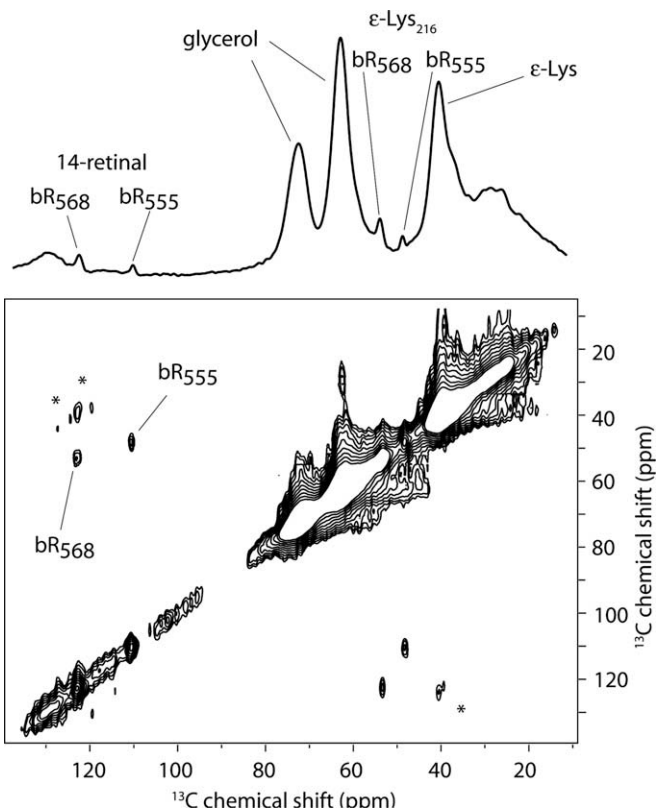 ε-Lys216
glycerol
bR568
bR555
ε-Lys
14-retinal
bR568
bR555
*
*
bR555
bR568
*
20
40
60
80
100
120
13C chemical shift (ppm)
120
100
80
60
40
20
13C chemical shift (ppm)